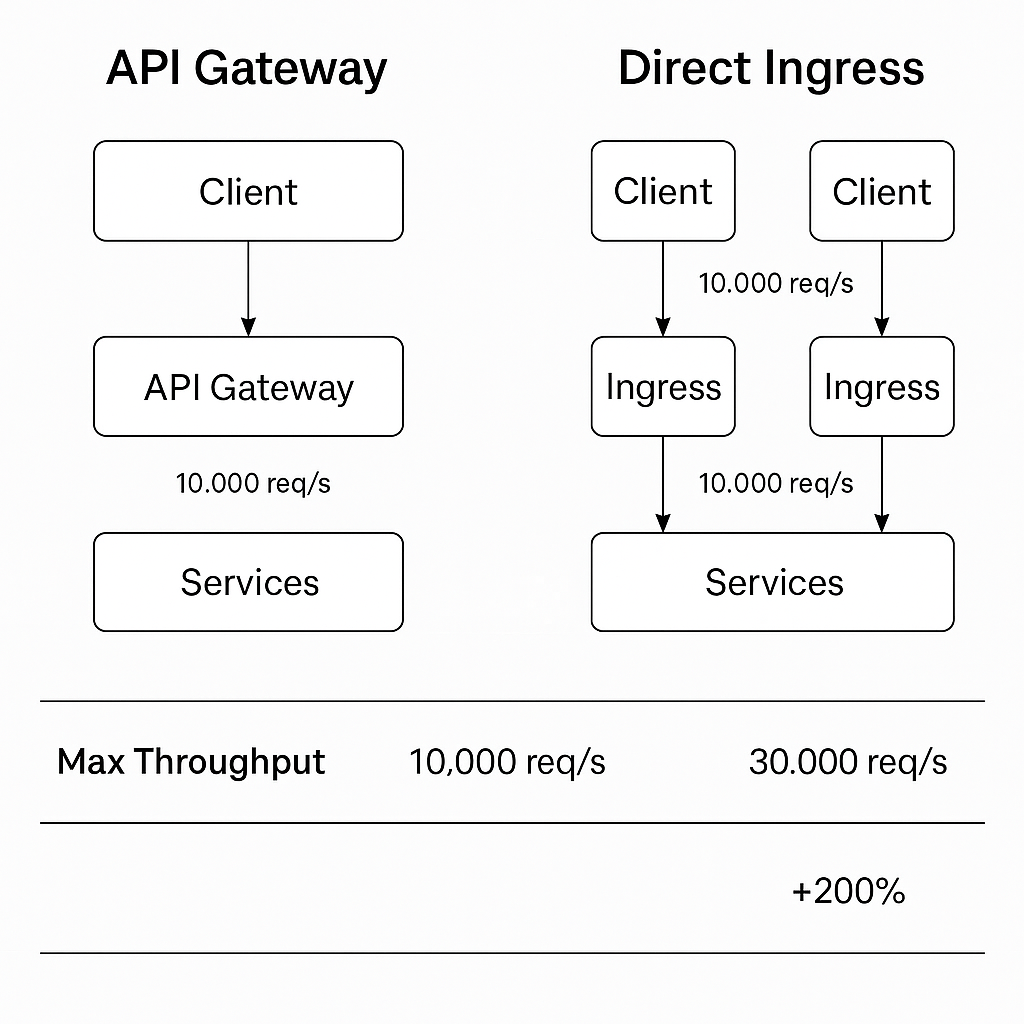 API Gateway
Client
API Gateway
10.000 req/s
Services
Direct Ingress
Client Client
10.000 req/s
Ingress Ingress
10.000 req/s
Services
Max Throughput 10,000 req/s 30.000 req/s
+200%